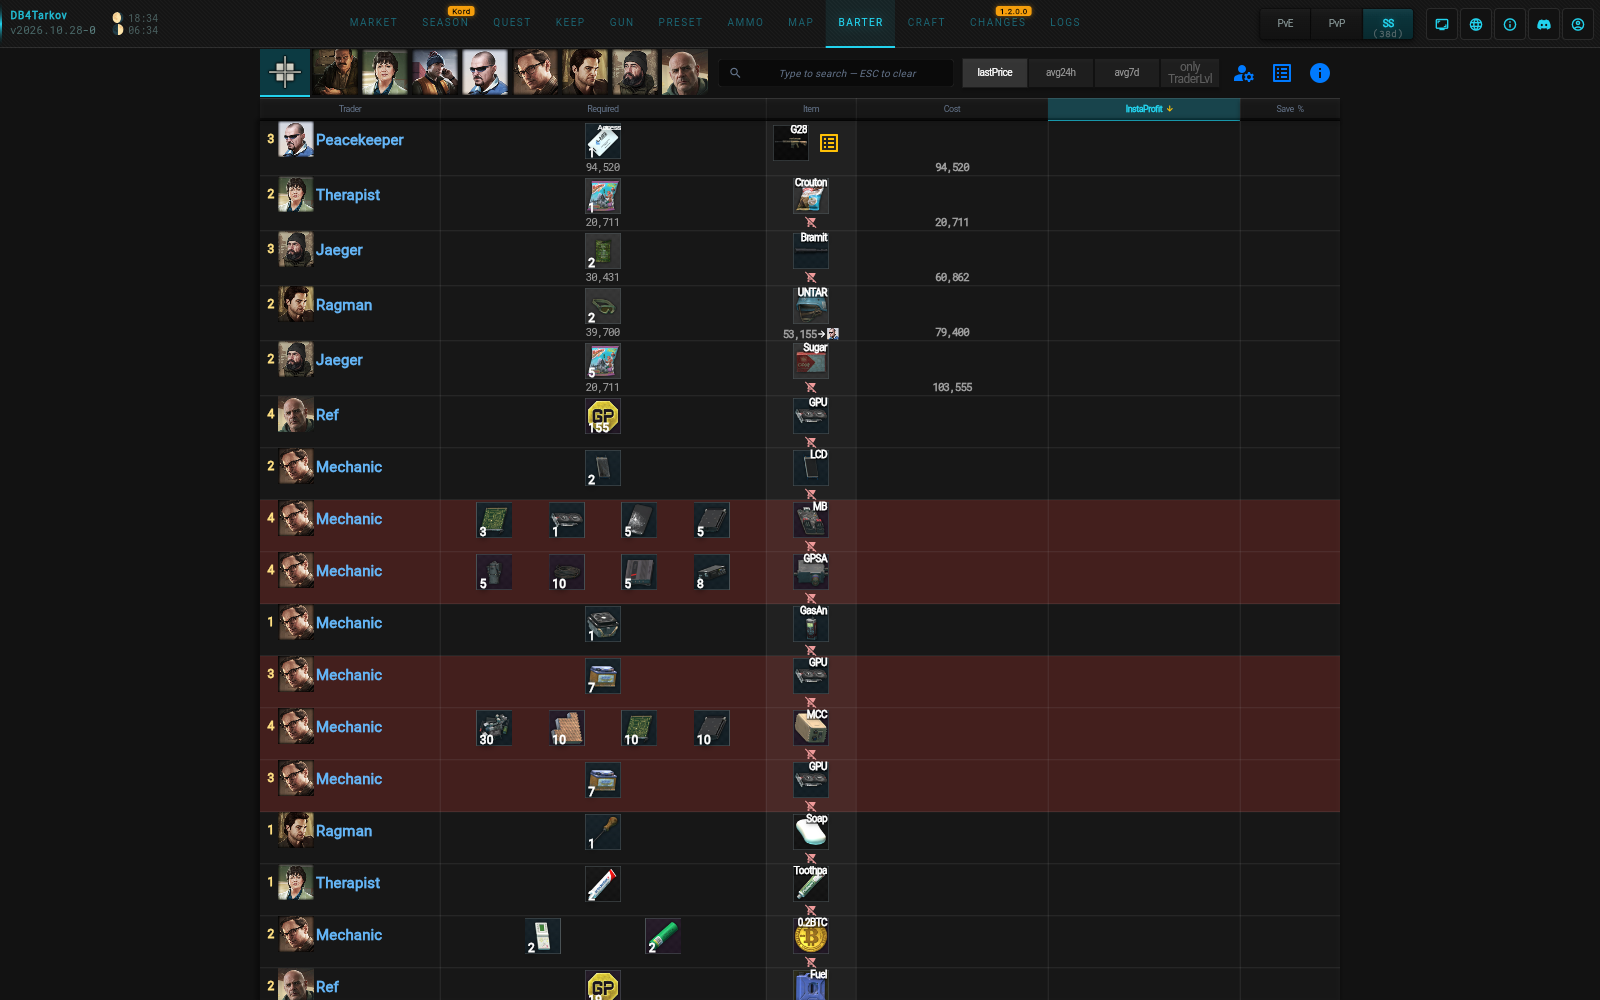 DB4Tarkov
v2026.10.28-0
18:34
06:34
MARKET
SEASON
Kord
QUEST
KEEP
GUN
PRESET
AMMO
MAP
BARTER
CRAFT
CHANGES
1.2.0.0
LOGS
PvE
PvP
SS
(38d)
Type to search — ESC to clear
lastPrice
avg24h
avg7d
only
TraderLvl
Trader
Required
Item
Cost
InstaProfit
Save %
3
Peacekeeper
Access
1
94,520
G28
94,520
2
Therapist
1
20,711
Crouton
20,711
3
Jaeger
2
30,431
Bramit
60,862
2
Ragman
2
39,700
UNTAR
53,155
79,400
2
Jaeger
5
20,711
Sugar
103,555
4
Ref
GP
155
GPU
2
Mechanic
2
LCD
4
Mechanic
3
1
5
5
MB
4
Mechanic
5
10
5
8
GPSA
1
Mechanic
1
GasAn
3
Mechanic
7
GPU
4
Mechanic
30
10
10
10
MCC
3
Mechanic
7
GPU
1
Ragman
1
Soap
1
Therapist
2
Toothpa
2
Mechanic
2
2
0.2BTC
2
Ref
GP
Fuel